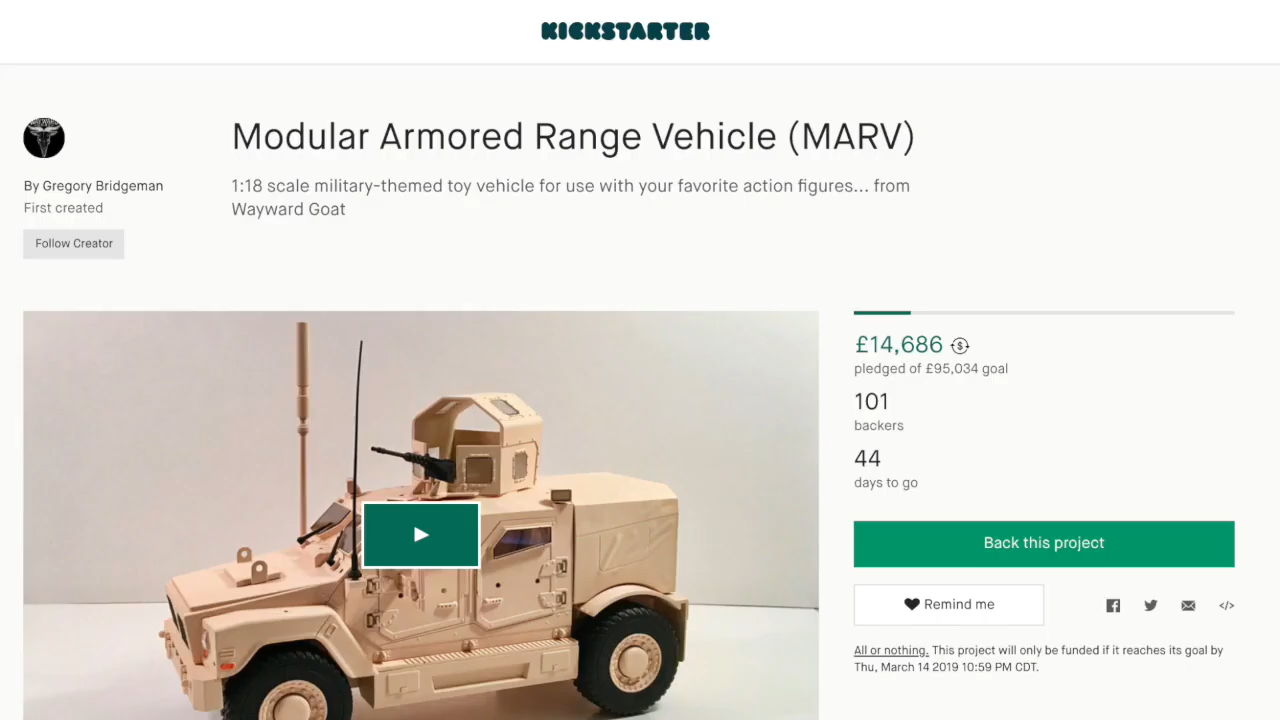 KICKSTARTER
Modular Armored Range Vehicle (MARV)
1:18 scale military-themed toy vehicle for use with your favorite action figures... from
Wayward Goat
By Gregory Bridgeman
First created
Follow Creator
£14,686
pledged of £95,034 goal
101
backers
44
days to go
Back this project
Remind me
</>
All or nothing. This project will only be funded if it reaches its goal by
Thu, March 14 2019 10:59 PM CDT.